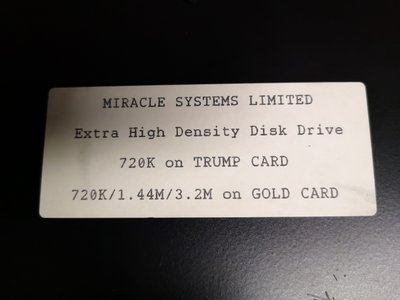 MIRACLE SYSTEMS LIMITED
Extra High Density Disk Drive
720K on TRUMP CARD
720K/1.44M/3.2M on GOLD CARD